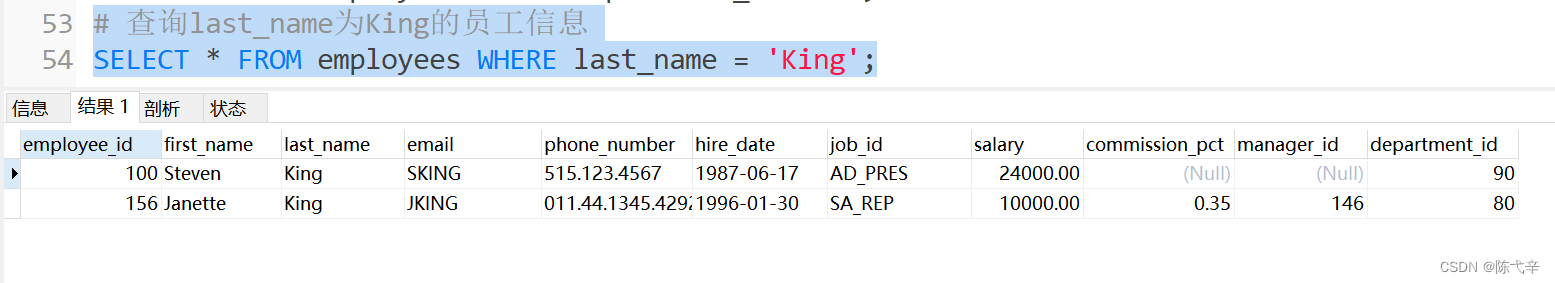 53 # 查询last_name为King的员工信息
54 SELECT * FROM employees WHERE last_name = 'King';
信息 结果 1 剖析 状态
employee_id first_name last_name email phone_number hire_date job_id salary commission_pct manager_id department_id
100 Steven King SKING 515.123.4567 1987-06-17 AD_PRES 24000.00 (Null) (Null) 90
156 Janette King JKING 011.44.1345.4292 1996-01-30 SA_REP 10000.00 0.35 146 80
CSDN @陈弋辛